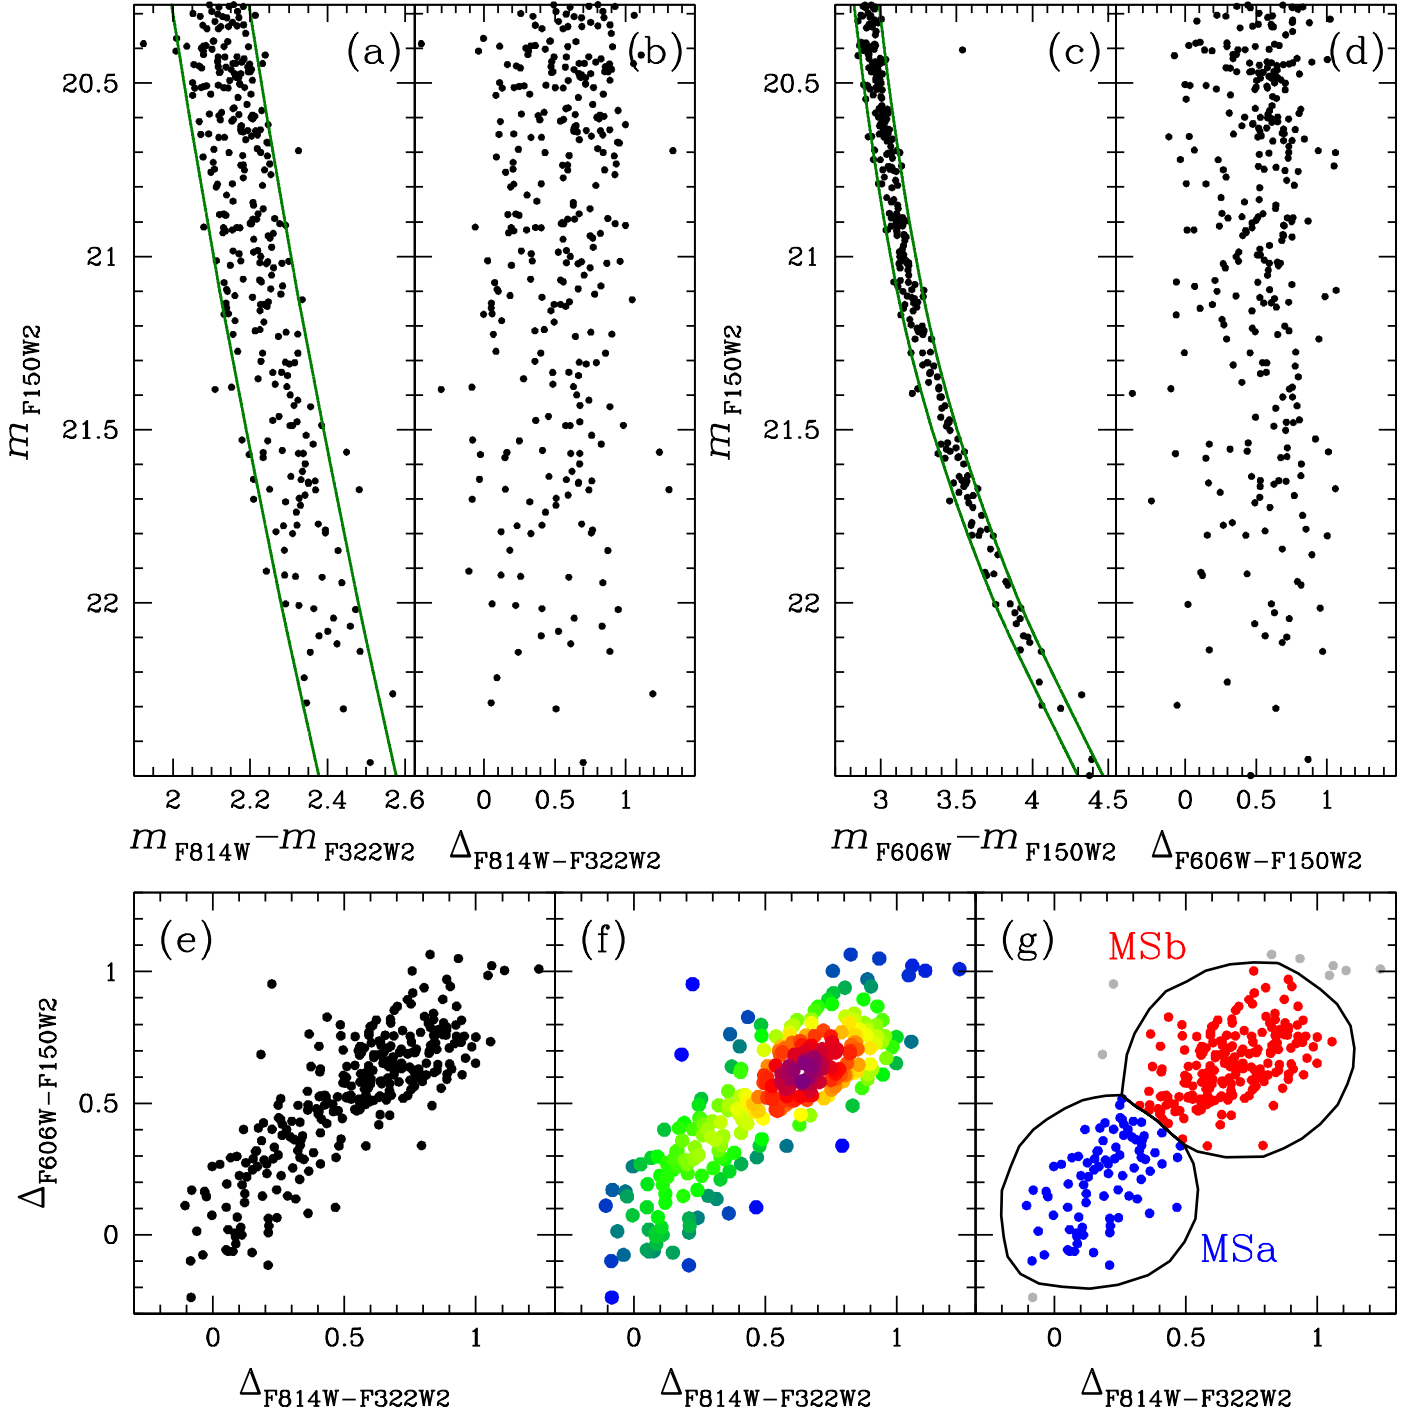 (a)
(b)
(c)
(d)
20.5
21
21.5
22
m F150W2
2 2.2 2.4 2.6
0 0.5 1
m F814W − m F322W2
Δ F814W−F322W2
20.5
21
21.5
22
m F150W2
3 3.5 4 4.5
0 0.5 1
m F606W − m F150W2
Δ F606W−F150W2
(e)
(f)
(g)
MSb
MSa
1
0.5
0
Δ F606W−F150W2
0 0.5 1
0 0.5 1
0 0.5 1
Δ F814W−F322W2
Δ F814W−F322W2
Δ F814W−F322W2